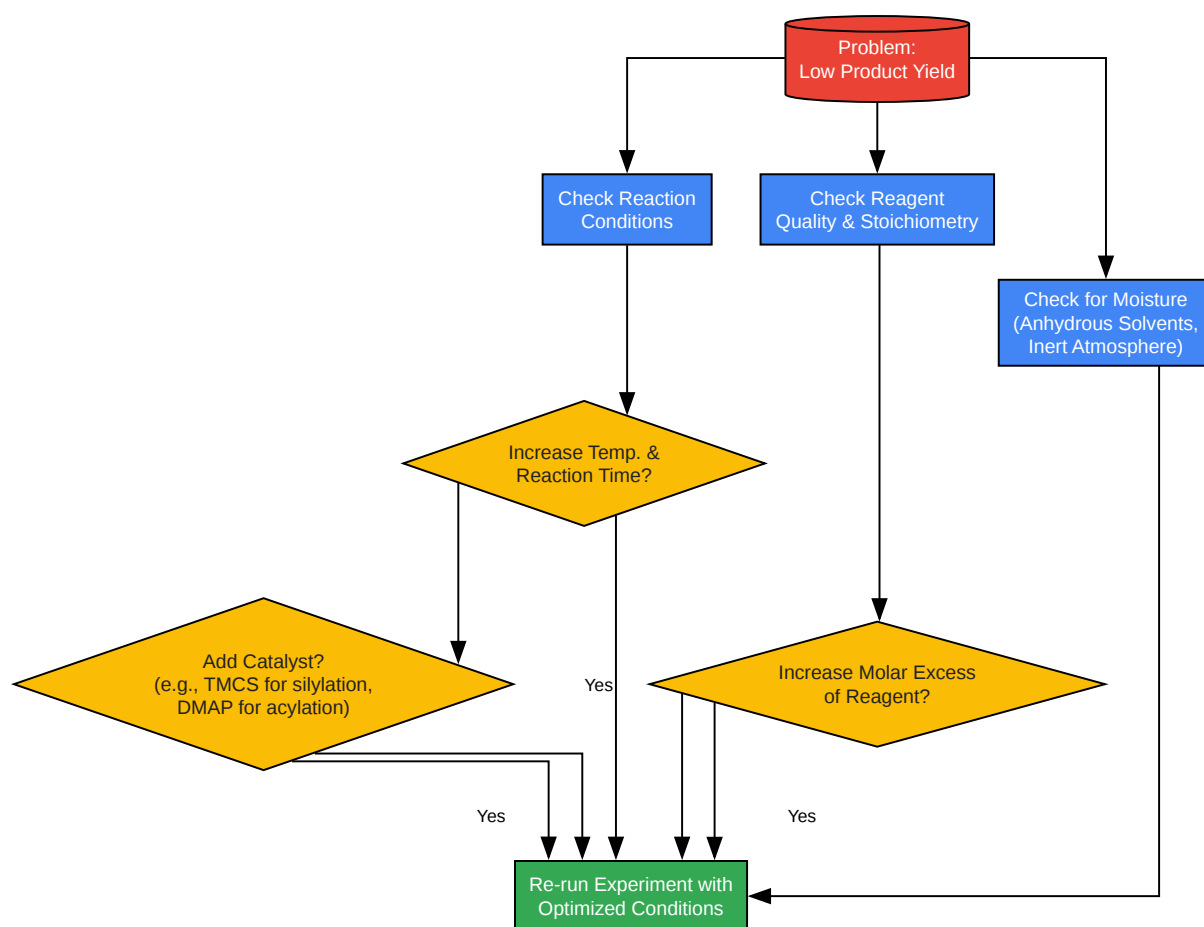 Problem:
Low Product Yield
Check Reaction
Conditions
Check Reagent
Quality & Stoichiometry
Check for Moisture
(Anhydrous Solvents,
Inert Atmosphere)
Increase Temp. &
Reaction Time?
Add Catalyst?
(e.g., TMCS for silylation,
DMAP for acylation)
Yes
Increase Molar Excess
of Reagent?
Yes
Yes
Re-run Experiment with
Optimized Conditions